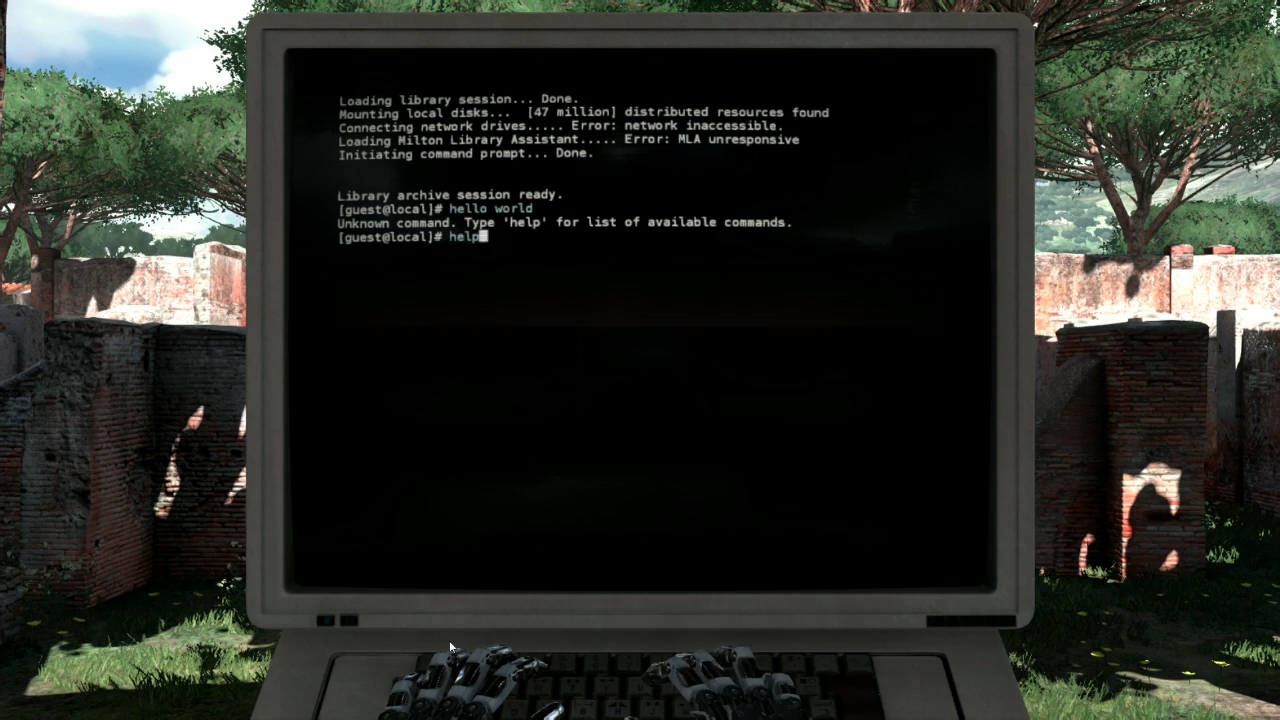 Loading library session... Done.
Mounting local disks... [47 million] distributed resources found
Connecting network drives..... Error: network inaccessible.
Loading Milton Library Assistant..... Error: MLA unresponsive
Initiating command prompt... Done.
Library archive session ready.
[guest@local]# hello world
Unknown command. Type 'help' for list of available commands.
[guest@local]# help